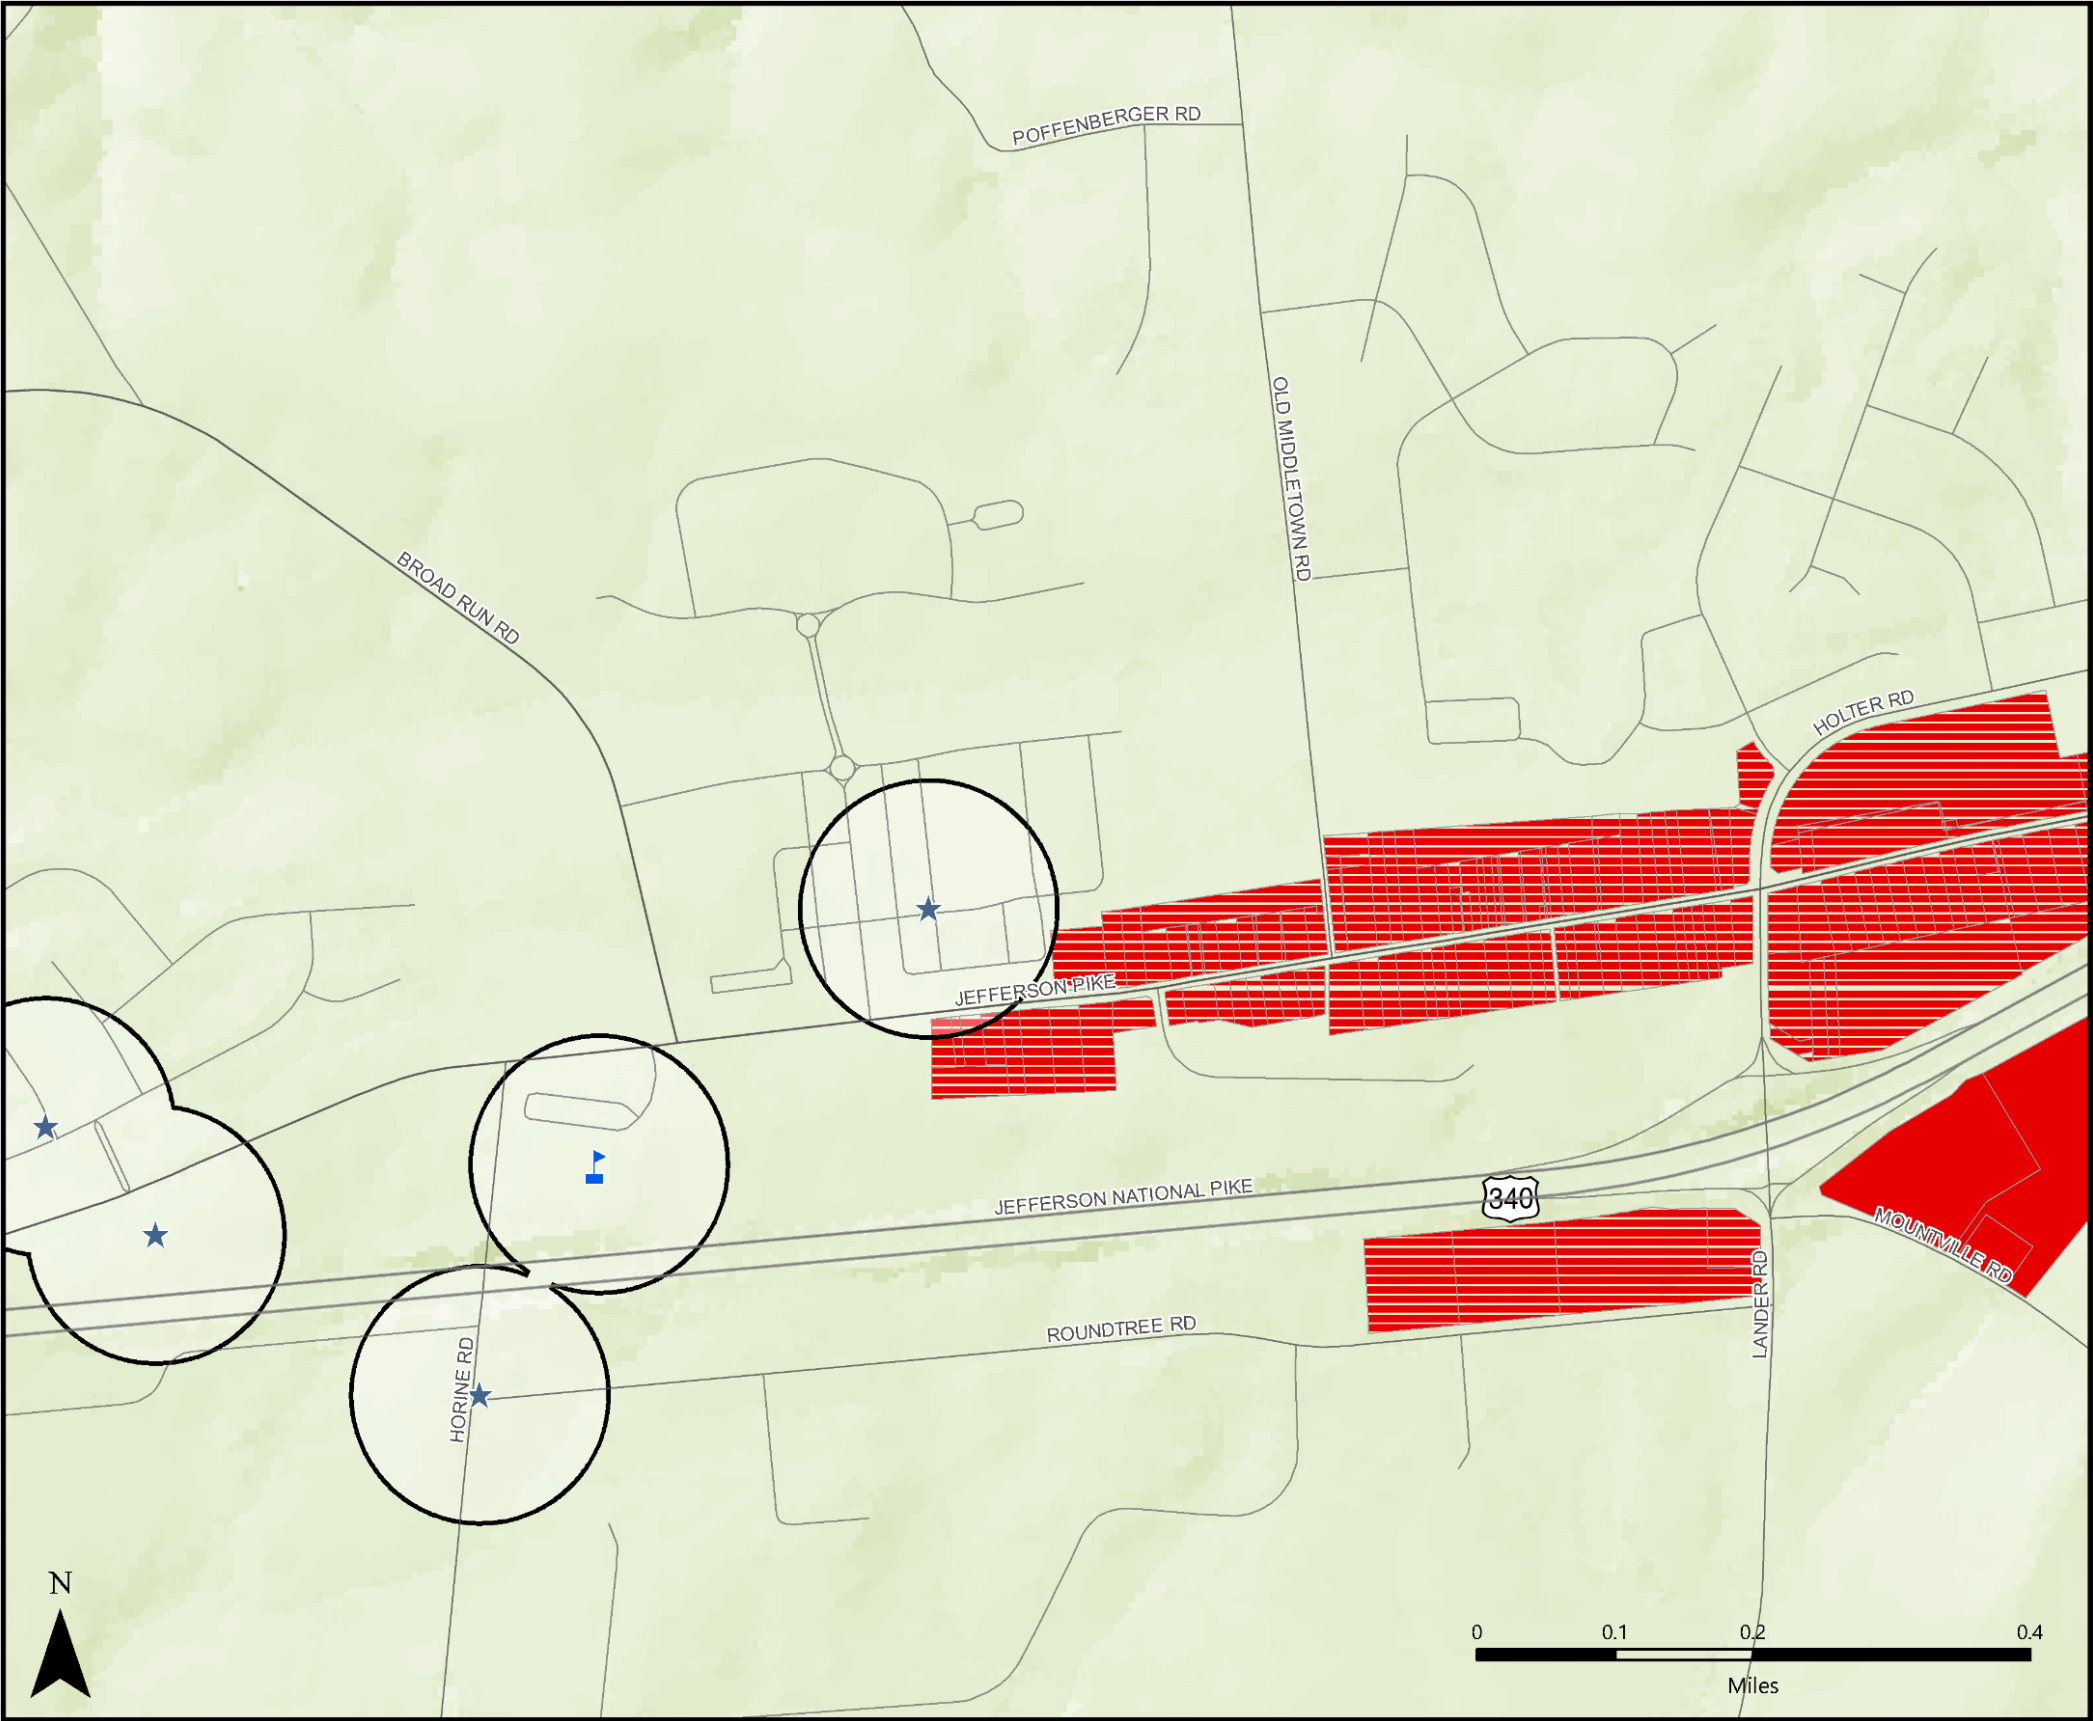 POFFENBERGER RD
OLD MIDDLETOWN RD
BROAD RUN RD
HOLTER RD
JEFFERSON PIKE
JEFFERSON NATIONAL PIKE
340
MOUNTVILLE RD
LANDER RD
ROUNDTREE RD
HORINE RD
N
0 0.1 0.2 0.4
Miles